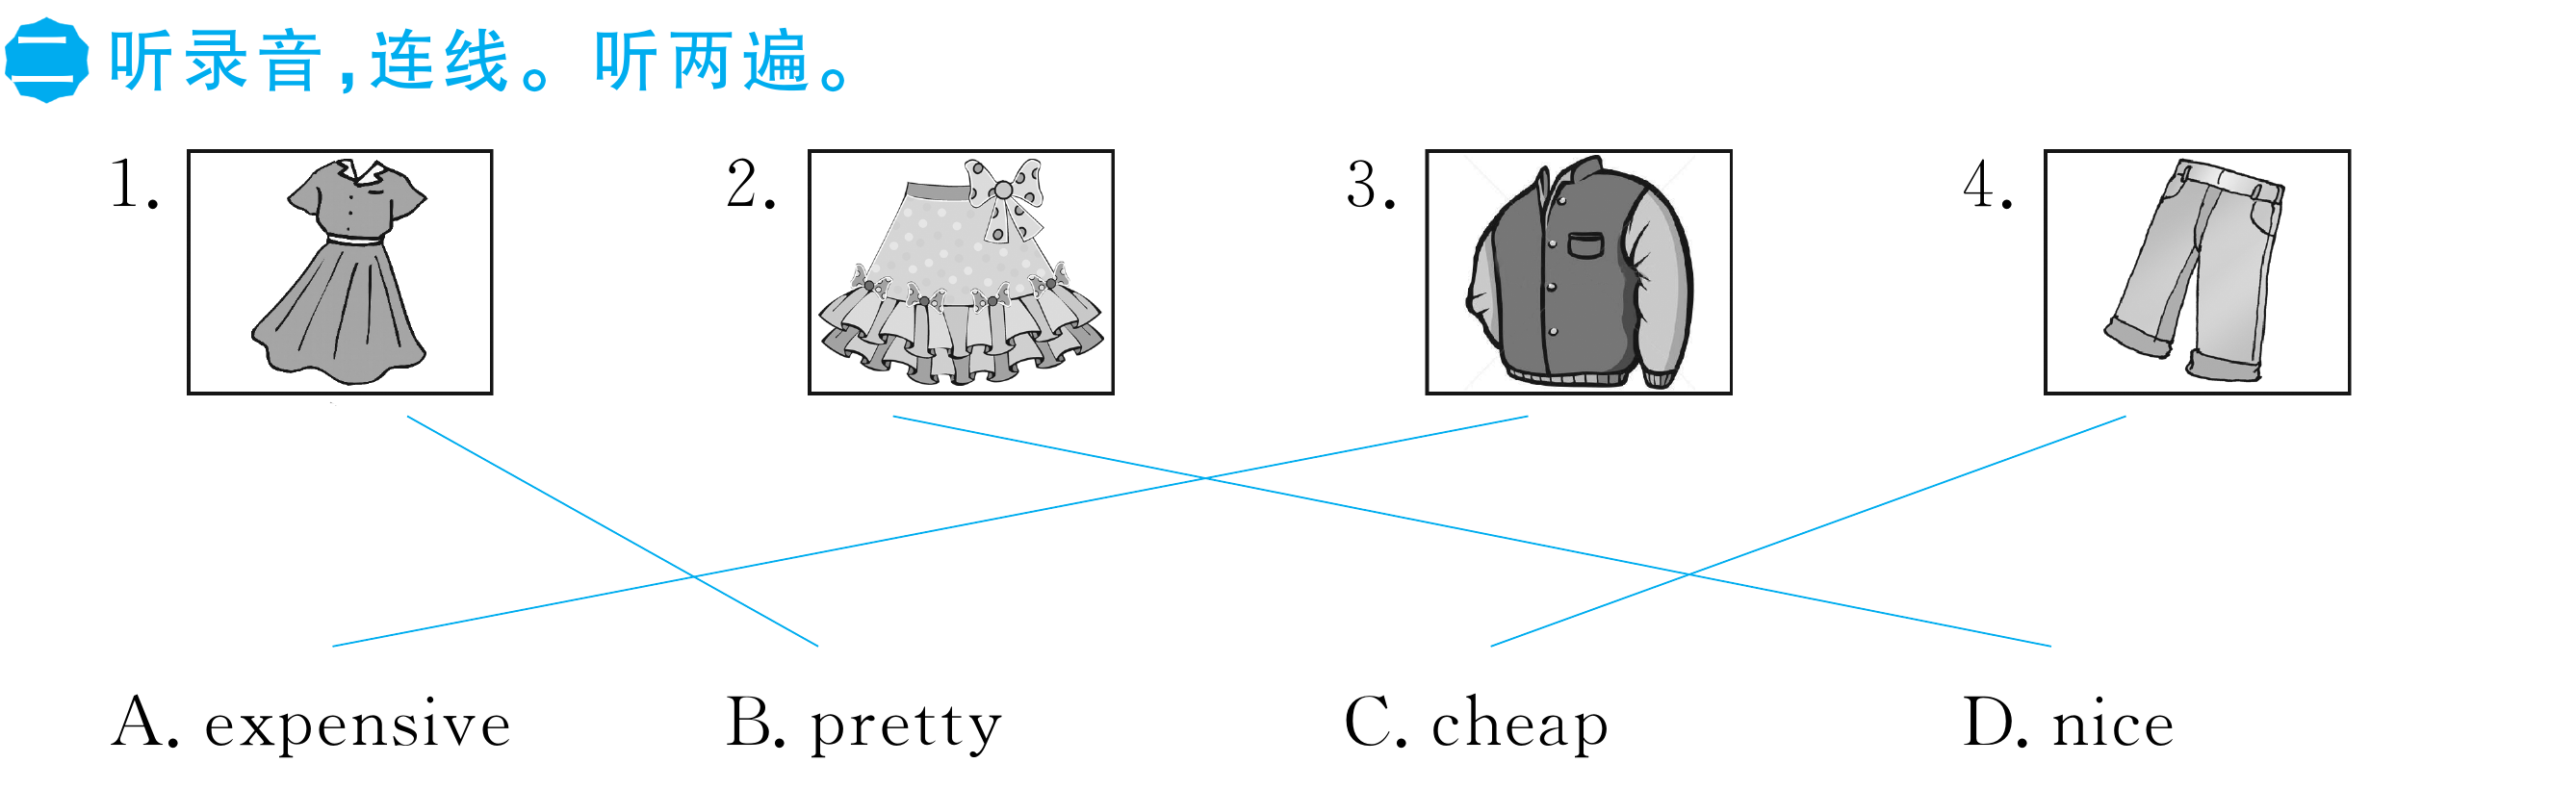 二 听录音,连线。听两遍。
1. 2. 3. 4.
A. expensive B. pretty C. cheap D. nice